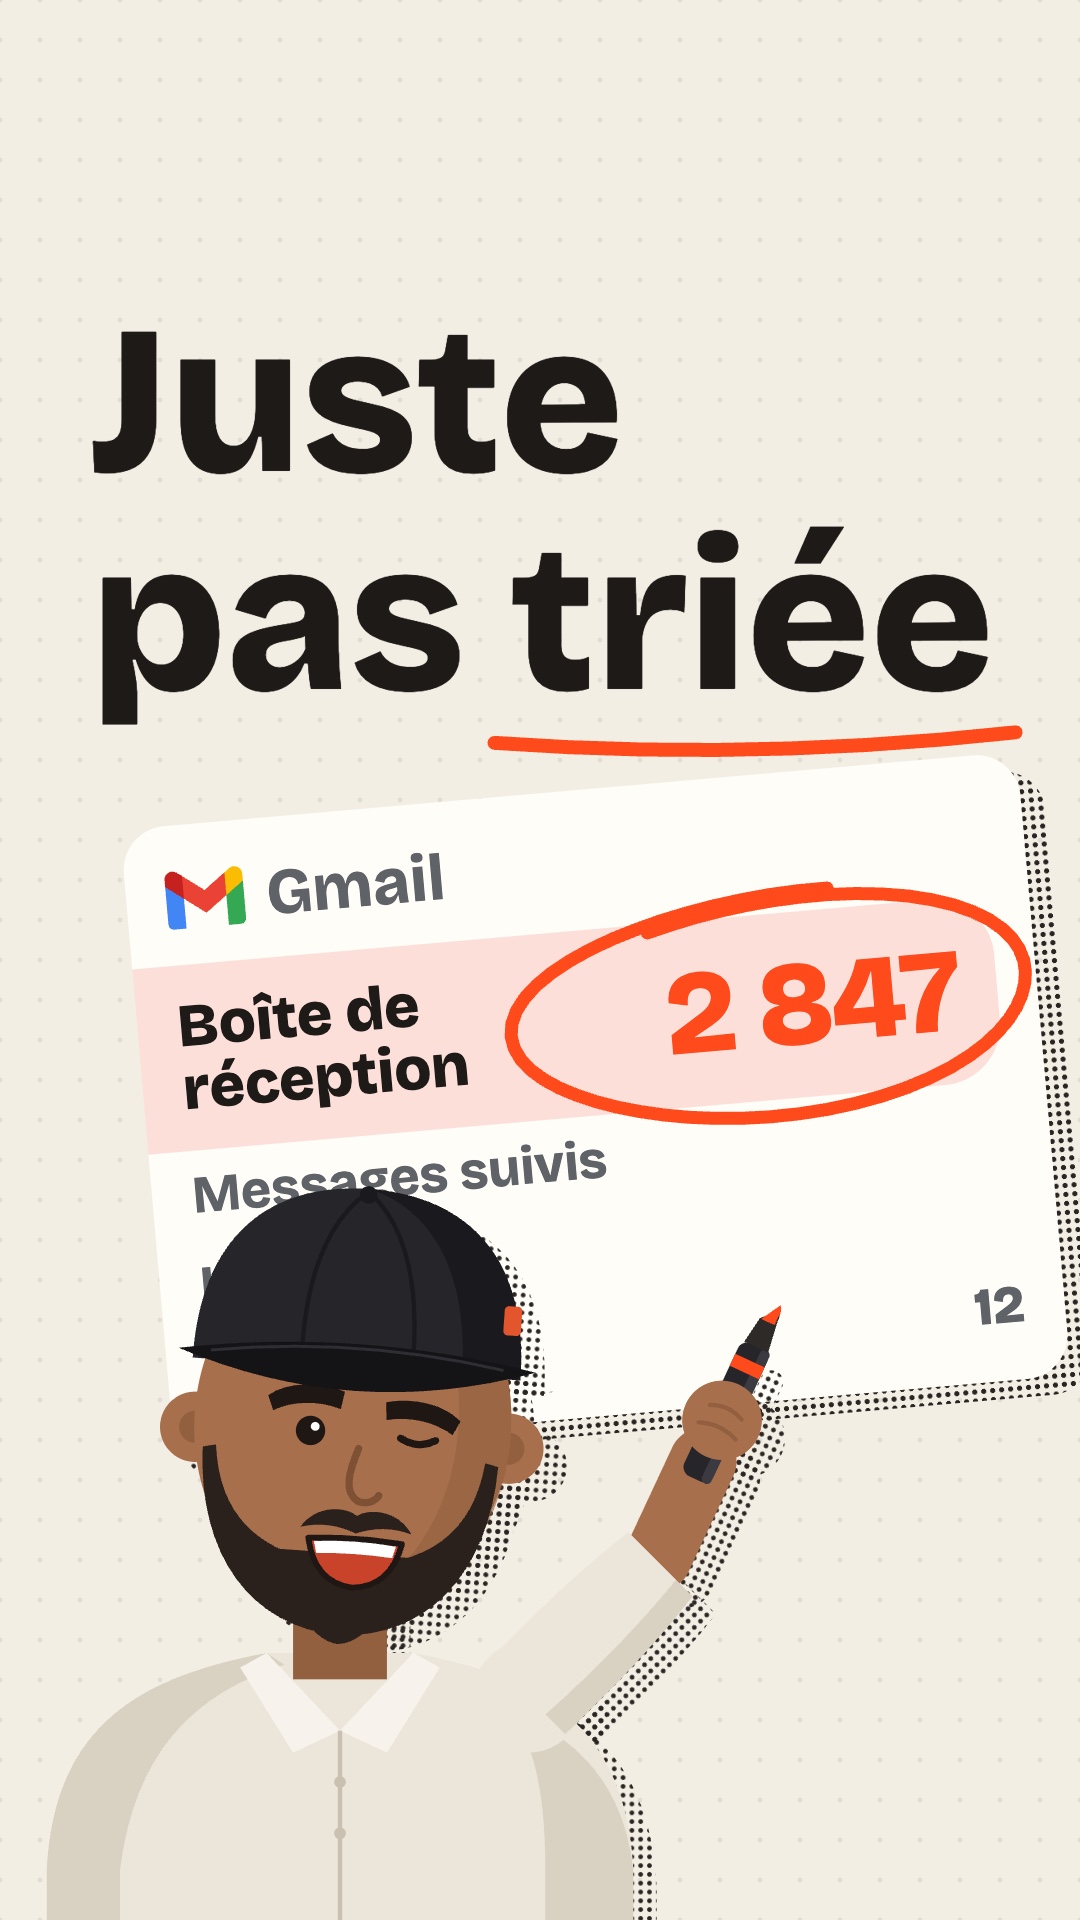 Juste
pas triée
Gmail
Boîte de
réception
2 847
Messages suivis
12